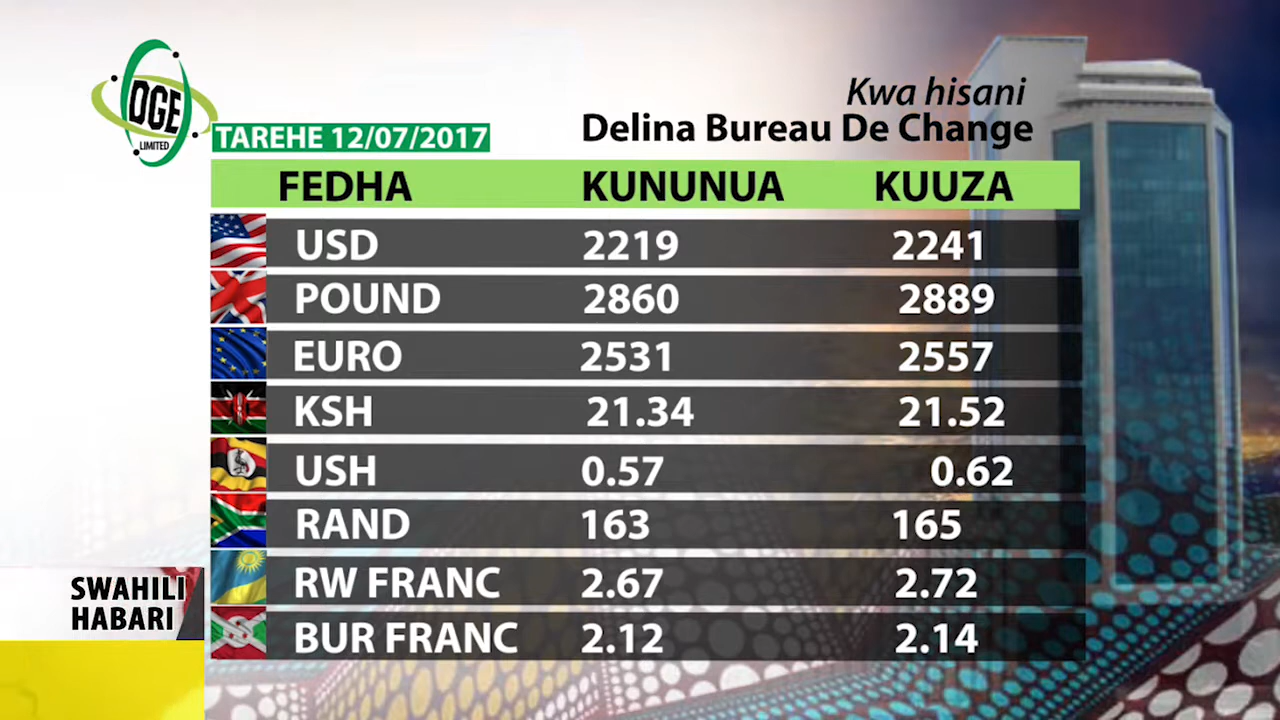 DGE
LIMITED
TAREHE 12/07/2017
Kwa hisani
Delina Bureau De Change
FEDHA KUNUNUA KUUZA
USD 2219 2241
POUND 2860 2889
EURO 2531 2557
KSH 21.34 21.52
USH 0.57 0.62
RAND 163 165
RW FRANC 2.67 2.72
BUR FRANC 2.12 2.14
SWAHILI
HABARI